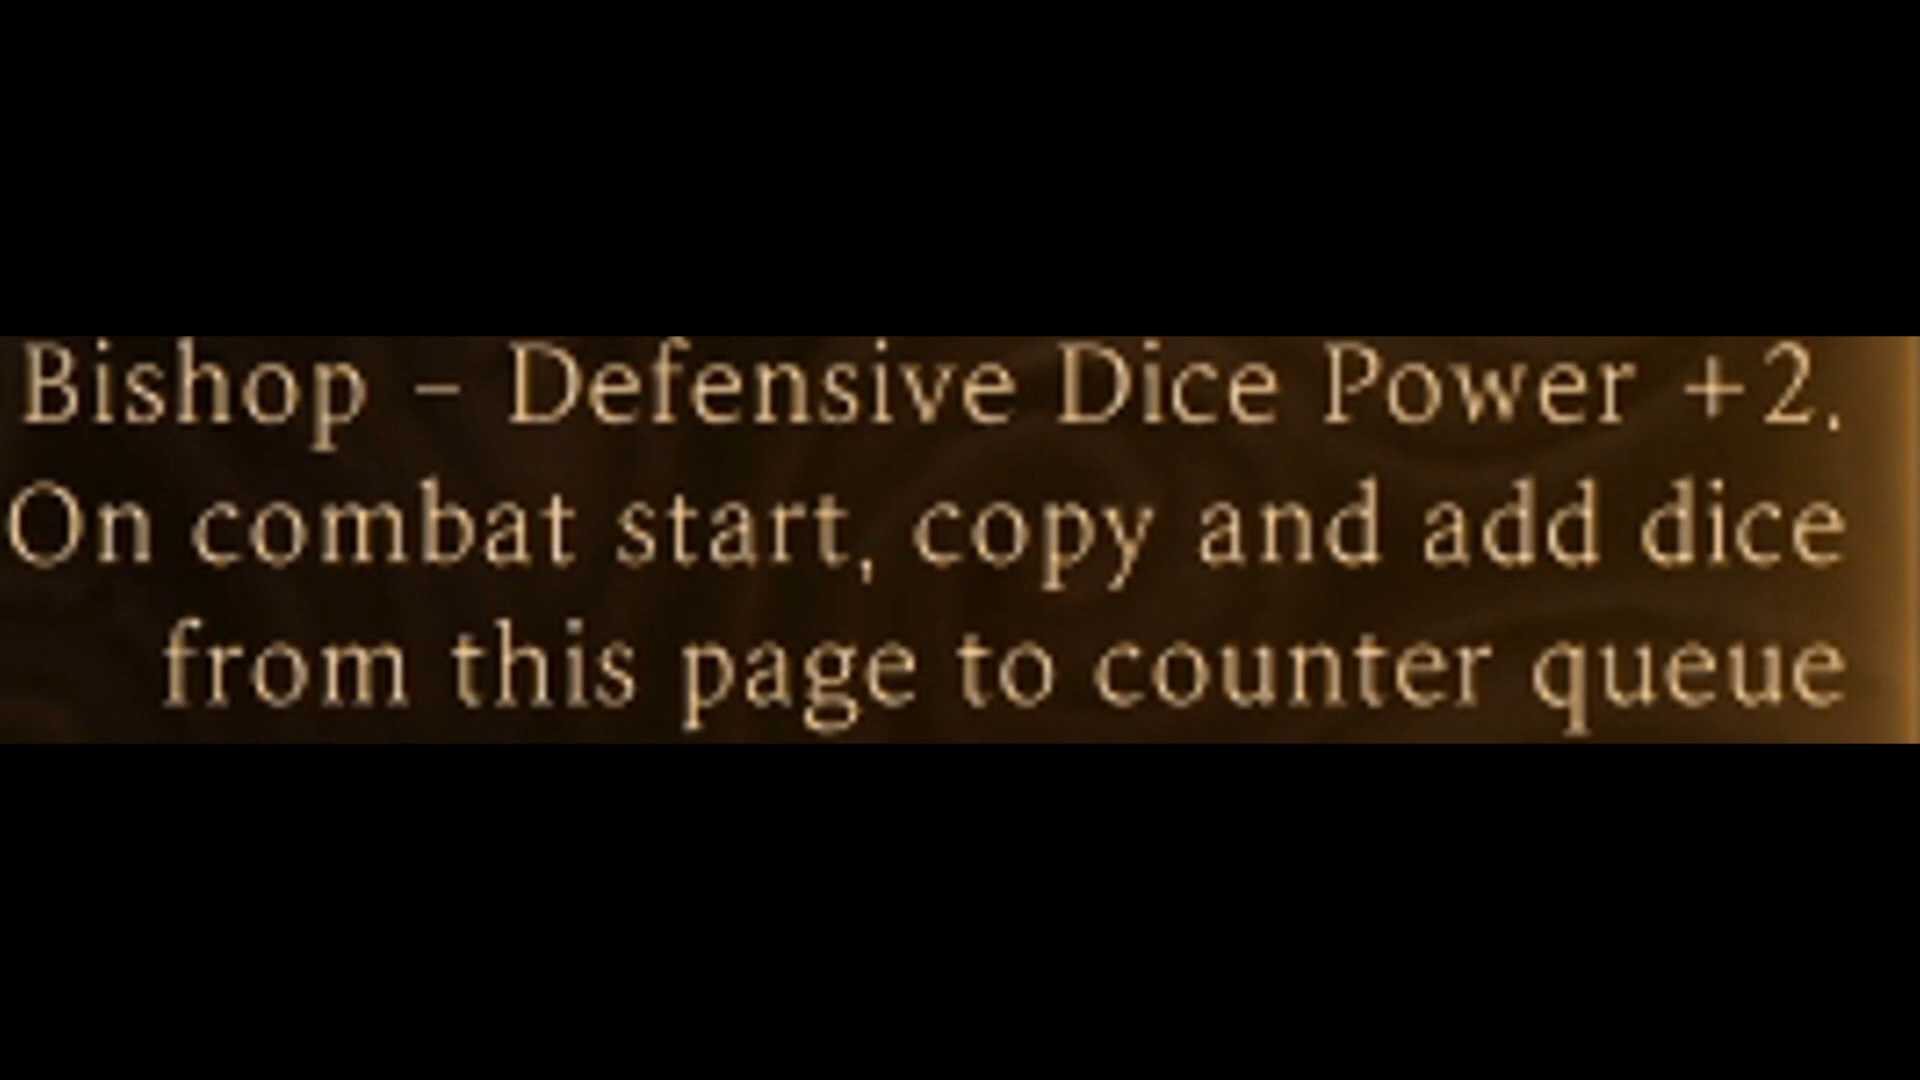 Bishop – Defensive Dice Power +2.
On combat start, copy and add dice
from this page to counter queue